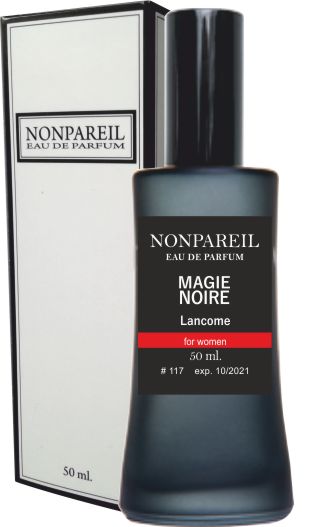 NONPAREIL
EAU DE PARFUM
50 ml.
NONPAREIL
EAU DE PARFUM
MAGIE
NOIRE
Lancome
for women
50 ml.
# 117 exp. 10/2021